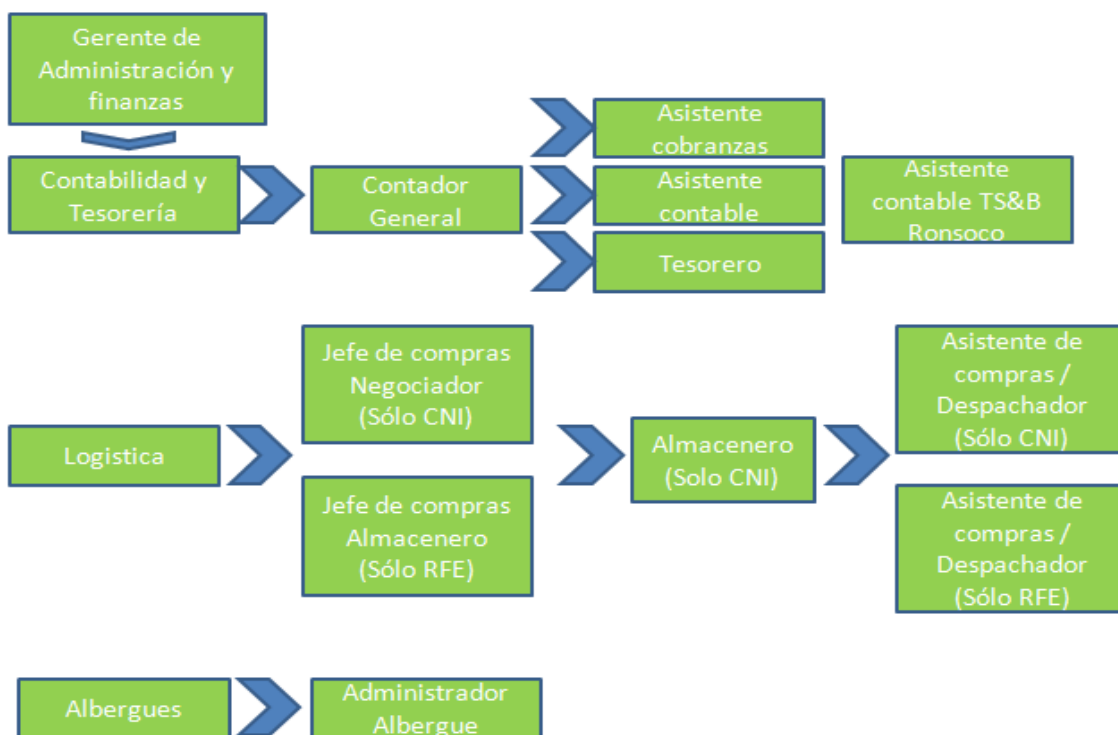 Gerente de
Administración y
finanzas
Contabilidad y
Tesorería
Contador
General
Asistente
cobranzas
Asistente
contable
Tesorero
Asistente
contable TS&B
Ronsoco
Logistica
Jefe de compras
Negociador
(Sólo CNI)
Jefe de compras
Almacenero
(Sólo RFE)
Almacenero
(Solo CNI)
Asistente de
compras /
Despachador
(Sólo CNI)
Asistente de
compras /
Despachador
(Sólo RFE)
Albergues
Administrador
Albergue